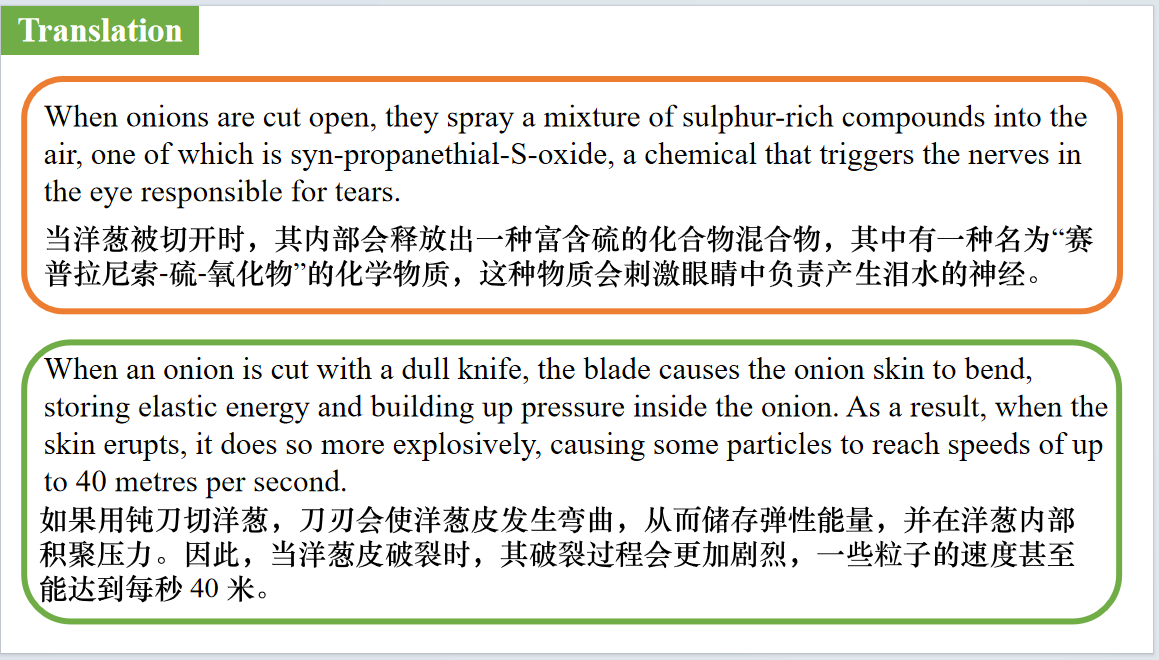 Translation
When onions are cut open, they spray a mixture of sulphur-rich compounds into the
air, one of which is syn-propanethial-S-oxide, a chemical that triggers the nerves in
the eye responsible for tears.
当洋葱被切开时，其内部会释放出一种富含硫的化合物混合物，其中有一种名为“赛
普拉尼索-硫-氧化物”的化学物质，这种物质会刺激眼睛中负责产生泪水的神经。
When an onion is cut with a dull knife, the blade causes the onion skin to bend,
storing elastic energy and building up pressure inside the onion. As a result, when the
skin erupts, it does so more explosively, causing some particles to reach speeds of up
to 40 metres per second.
如果用钝刀切洋葱，刀刃会使洋葱皮发生弯曲，从而储存弹性能量，并在洋葱内部
积聚压力。因此，当洋葱皮破裂时，其破裂过程会更加剧烈，一些粒子的速度甚至
能达到每秒 40 米。